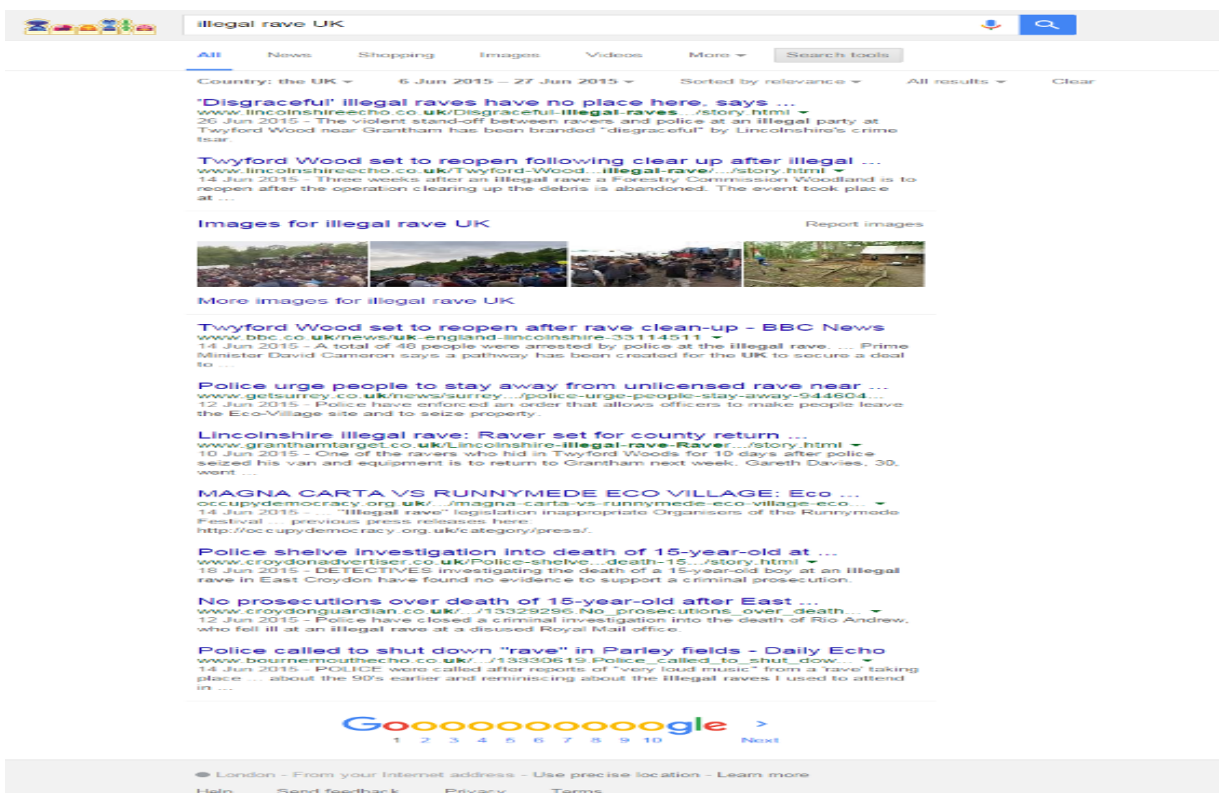 illegal rave UK
All News Shopping Images Videos More Search tools
Country: the UK 6 Jun 2015 – 27 Jun 2015 Sorted by relevance All results Clear
'Disgraceful' illegal raves have no place here, says ...
www.lincolnshireecho.co.uk/Disgraceful-illegal-raves.../story.html
26 Jun 2015 - The violent stand-off between ravers and police at an illegal party at
Twyford Wood near Grantham has been branded "disgraceful" by Lincolnshire's crime
tsar.
Twyford Wood set to reopen following clear up after illegal ...
www.lincolnshireecho.co.uk/Twyford-Wood...illegal-rave/.../story.html
14 Jun 2015 - Three weeks after an illegal rave a Forestry Commission Woodland is to
reopen after the operation clearing up the debris is abandoned. The event took place
at ...
Images for illegal rave UK Report images
More images for illegal rave UK
Twyford Wood set to reopen after rave clean-up - BBC News
www.bbc.co.uk/news/uk-england-lincolnshire-33114511
14 Jun 2015 - A total of 48 people were arrested by police at the illegal rave. ... Prime
Minister David Cameron says a pathway has been created for the UK to secure a deal
to ...
Police urge people to stay away from unlicensed rave near ...
www.getsurrey.co.uk/news/surrey.../police-urge-people-stay-away-944604...
12 Jun 2015 - Police have enforced an order that allows officers to make people leave
the Eco-Village site and to seize property.
Lincolnshire illegal rave: Raver set for county return ...
www.granthamtarget.co.uk/Lincolnshire-illegal-rave-Raver.../story.html
10 Jun 2015 - One of the ravers who hid in Twyford Woods for 10 days after police
seized his van and equipment is to return to Grantham next week. Gareth Davies, 30,
went ...
MAGNA CARTA VS RUNNYMEDE ECO VILLAGE: Eco ...
occupydemocracy.org.uk/.../magna-carta-vs-runnymede-eco-village-eco...
14 Jun 2015 - ... "Illegal rave" legislation inappropriate Organisers of the Runnymede
Festival ... previous press releases here:
http://occupydemocracy.org.uk/category/press/.
Police shelve investigation into death of 15-year-old at ...
www.croydonadvertiser.co.uk/Police-shelve...death-15.../story.html
18 Jun 2015 - DETECTIVES investigating the death of a 15-year-old boy at an illegal
rave in East Croydon have found no evidence to support a criminal prosecution.
No prosecutions over death of 15-year-old after East ...
www.croydonguardian.co.uk/.../13329296.No_prosecutions_over_death...
12 Jun 2015 - Police have closed a criminal investigation into the death of Rio Andrew,
who fell ill at an illegal rave at a disused Royal Mail office.
Police called to shut down "rave" in Parley fields - Daily Echo
www.bournemouthecho.co.uk/.../13330619.Police_called_to_shut_dow...
14 Jun 2015 - POLICE were called after reports of "very loud music" from a 'rave' taking
place ... about the 90's earlier and reminiscing about the illegal raves I used to attend
in ...
Goooooooooogle >
1 2 3 4 5 6 7 8 9 10 Next
London - From your Internet address - Use precise location - Learn more
Help Send feedback Privacy Terms